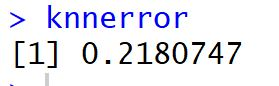 > knnerror
[1] 0.2180747
>